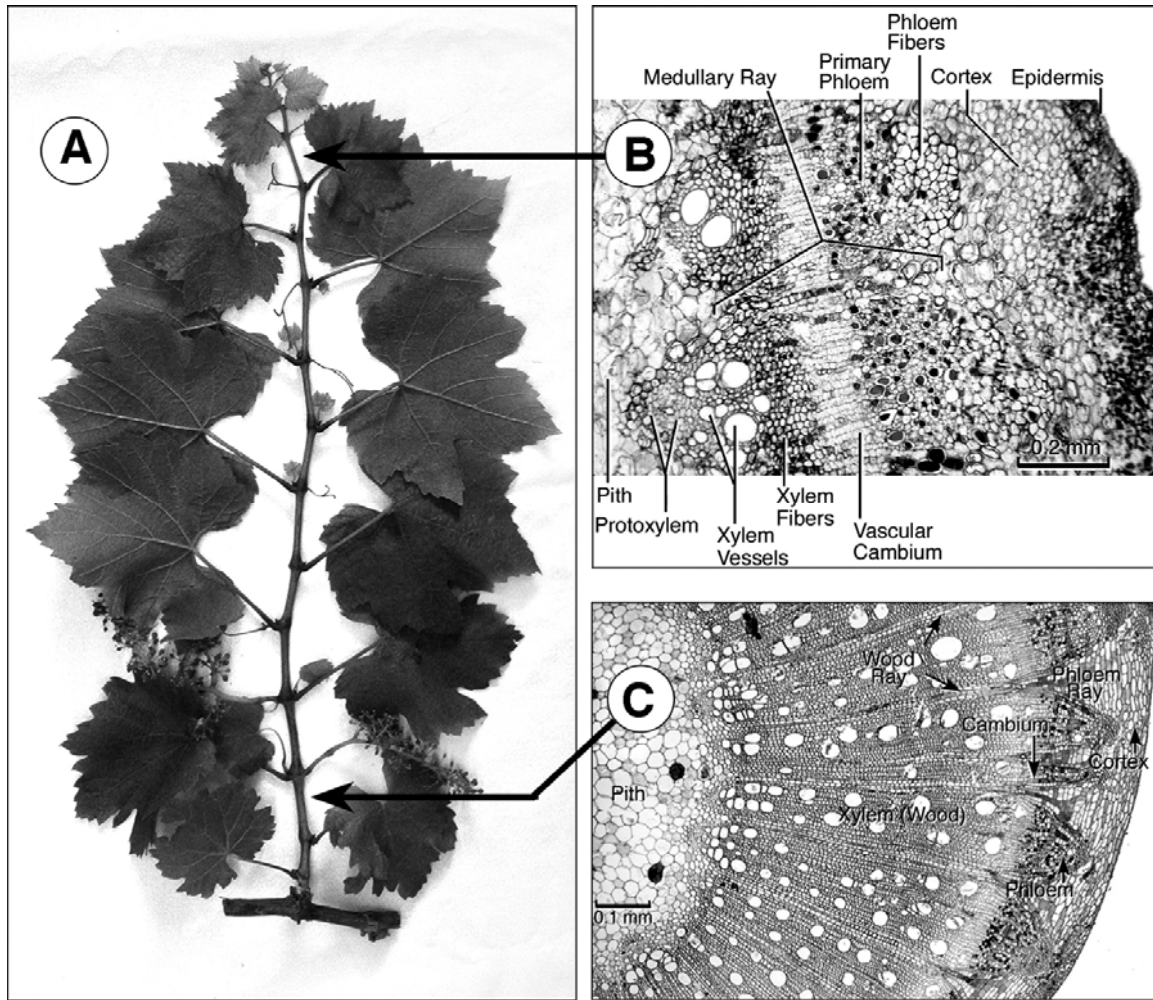 A
B
Phloem
Fibers
Medullary Ray
Primary
Phloem
Cortex
Epidermis
0.2 mm
Pith
Protoxylem
Xylem
Vessels
Xylem
Fibers
Vascular
Cambium
C
Wood
Ray
Phloem
Ray
Cambium
Cortex
Pith
Xylem (Wood)
Phloem
0.1 mm